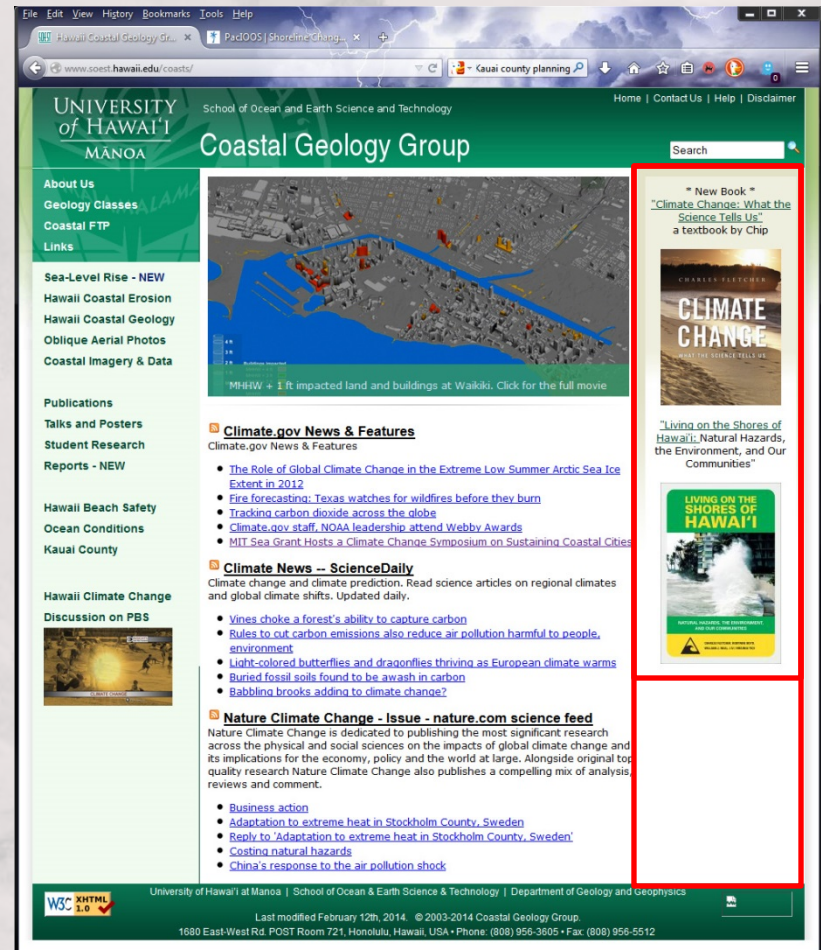 File Edit View History Bookmarks Tools Help
Hawaii Coastal Geology Gr... ×
PacIOOS | Shoreline Chang... ×
www.soest.hawaii.edu/coasts/
Kauai county planning
0
UNIVERSITY
of HAWAI'I
MĀNOA
School of Ocean and Earth Science and Technology
Coastal Geology Group
Home | Contact Us | Help | Disclaimer
Search
About Us
Geology Classes
Coastal FTP
Links
Sea-Level Rise - NEW
Hawaii Coastal Erosion
Hawaii Coastal Geology
Oblique Aerial Photos
Coastal Imagery & Data
Publications
Talks and Posters
Student Research
Reports - NEW
Hawaii Beach Safety
Ocean Conditions
Kauai County
Hawaii Climate Change
Discussion on PBS
CLIMATE CHANGE
4 ft
3 ft
2 ft
Buildings impacted
MHHW + 1 ft impacted land and buildings at Waikiki. Click for the full movie
Climate.gov News & Features
Climate.gov News & Features
• The Role of Global Climate Change in the Extreme Low Summer Arctic Sea Ice
Extent in 2012
• Fire forecasting: Texas watches for wildfires before they burn
• Tracking carbon dioxide across the globe
• Climate.gov staff, NOAA leadership attend Webby Awards
• MIT Sea Grant Hosts a Climate Change Symposium on Sustaining Coastal Cities
Climate News -- ScienceDaily
Climate change and climate prediction. Read science articles on regional climates
and global climate shifts. Updated daily.
• Vines choke a forest's ability to capture carbon
• Rules to cut carbon emissions also reduce air pollution harmful to people,
environment
• Light-colored butterflies and dragonflies thriving as European climate warms
• Buried fossil soils found to be awash in carbon
• Babbling brooks adding to climate change?
Nature Climate Change - Issue - nature.com science feed
Nature Climate Change is dedicated to publishing the most significant research
across the physical and social sciences on the impacts of global climate change and
its implications for the economy, policy and the world at large. Alongside original top
quality research Nature Climate Change also publishes a compelling mix of analysis,
reviews and comment.
• Business action
• Adaptation to extreme heat in Stockholm County, Sweden
• Reply to 'Adaptation to extreme heat in Stockholm County, Sweden'
• Costing natural hazards
• China's response to the air pollution shock
* New Book *
"Climate Change: What the
Science Tells Us"
a textbook by Chip
CHARLES FLETCHER
CLIMATE
CHANGE
WHAT THE SCIENCE TELLS US
"Living on the Shores of
Hawai'i: Natural Hazards,
the Environment, and Our
Communities"
LIVING ON THE
SHORES OF
HAWAI'I
NATURAL HAZARDS, THE ENVIRONMENT,
AND OUR COMMUNITIES
W3C XHTML
1.0
University of Hawai'i at Manoa | School of Ocean & Earth Science & Technology | Department of Geology and Geophysics
Last modified February 12th, 2014. © 2003-2014 Coastal Geology Group.
1680 East-West Rd. POST Room 721, Honolulu, Hawaii, USA • Phone: (808) 956-3605 • Fax: (808) 956-5512